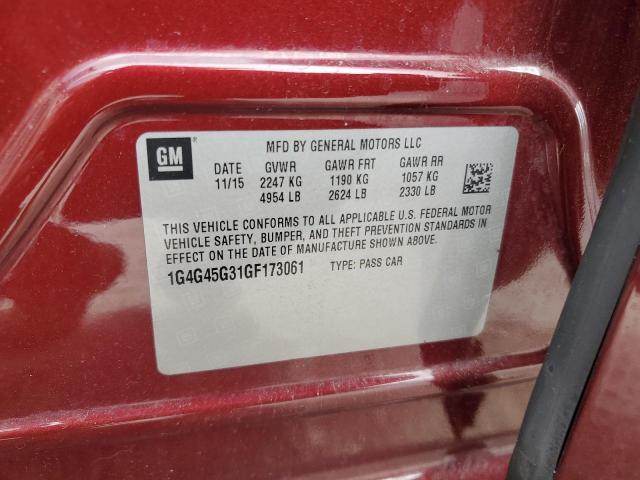 GM
MFD BY GENERAL MOTORS LLC
DATE GVWR GAWR FRT GAWR RR
11/15 2247 KG 1190 KG 1057 KG
4954 LB 2624 LB 2330 LB
THIS VEHICLE CONFORMS TO ALL APPLICABLE U.S. FEDERAL MOTOR
VEHICLE SAFETY, BUMPER, AND THEFT PREVENTION STANDARDS IN
EFFECT ON THE DATE OF MANUFACTURE SHOWN ABOVE.
1G4G45G31GF173061 TYPE: PASS CAR